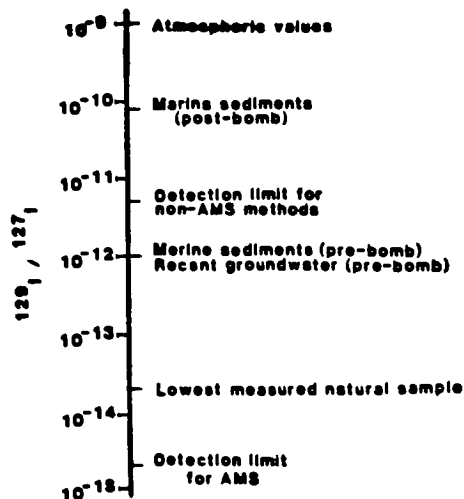 10⁻⁹ Atmospheric values
10⁻¹⁰ Marine sediments
(post-bomb)
10⁻¹¹
Detection limit for
non-AMS methods
10⁻¹² Marine sediments (pre-bomb)
Recent groundwater (pre-bomb)
¹²⁹I / ¹²⁷I
10⁻¹³
Lowest measured natural sample
10⁻¹⁴
Detection limit
for AMS
10⁻¹⁵